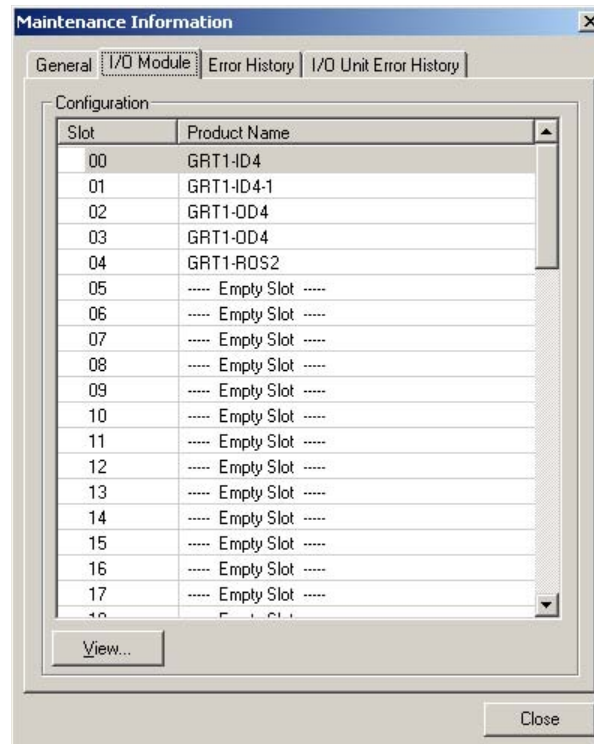 Maintenance Information
General I/O Module Error History I/O Unit Error History
Configuration
Slot Product Name
00 GRT1-ID4
01 GRT1-ID4-1
02 GRT1-OD4
03 GRT1-OD4
04 GRT1-ROS2
05 ----- Empty Slot -----
06 ----- Empty Slot -----
07 ----- Empty Slot -----
08 ----- Empty Slot -----
09 ----- Empty Slot -----
10 ----- Empty Slot -----
11 ----- Empty Slot -----
12 ----- Empty Slot -----
13 ----- Empty Slot -----
14 ----- Empty Slot -----
15 ----- Empty Slot -----
16 ----- Empty Slot -----
17 ----- Empty Slot -----
View...
Close